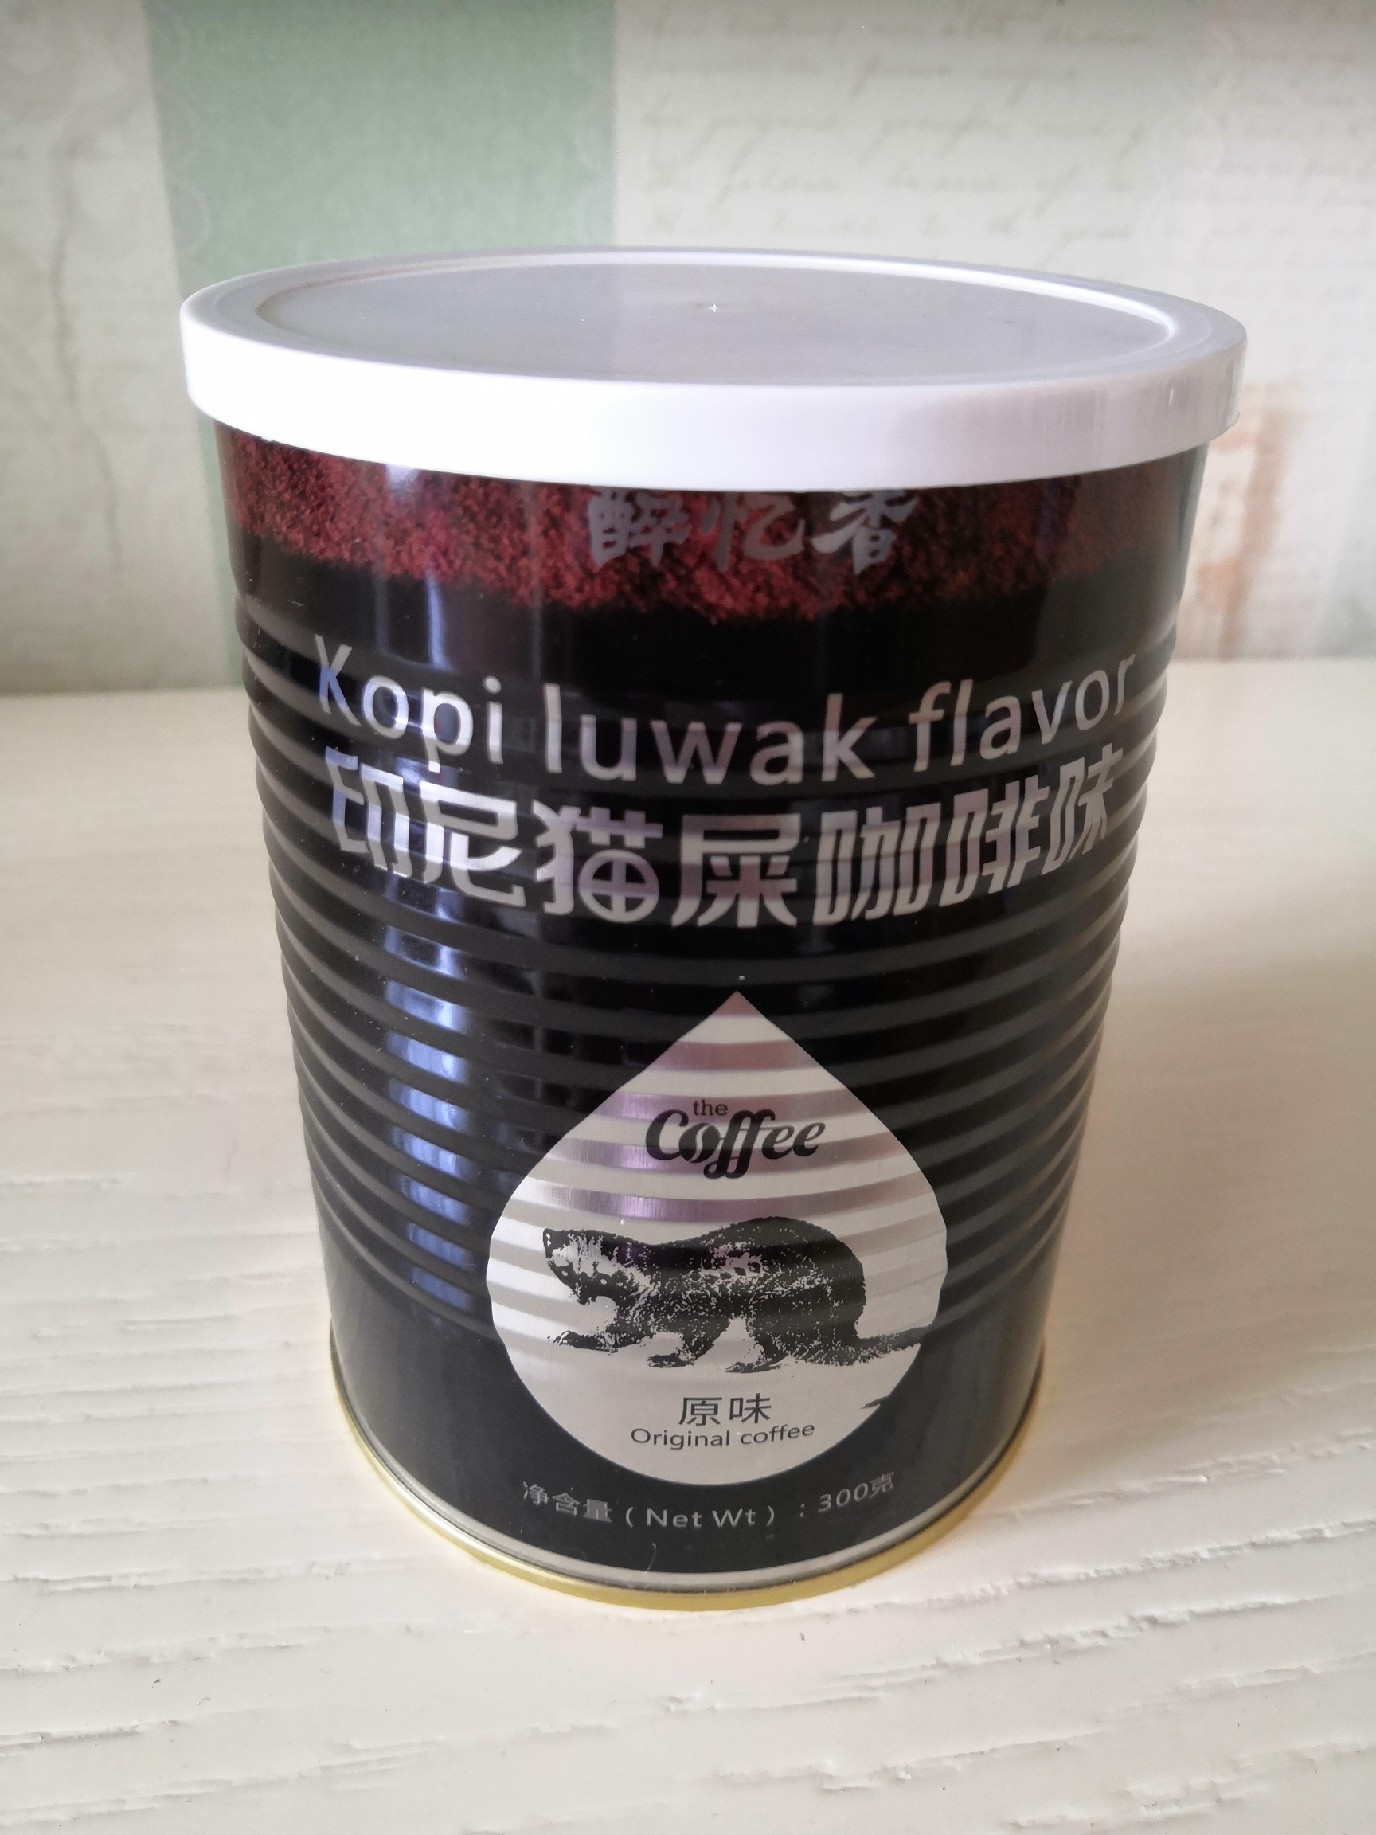 醉忆香
Kopi luwak flavor
印尼猫屎咖啡味
the
Coffee
原味
Original coffee
净含量(Net Wt):300克